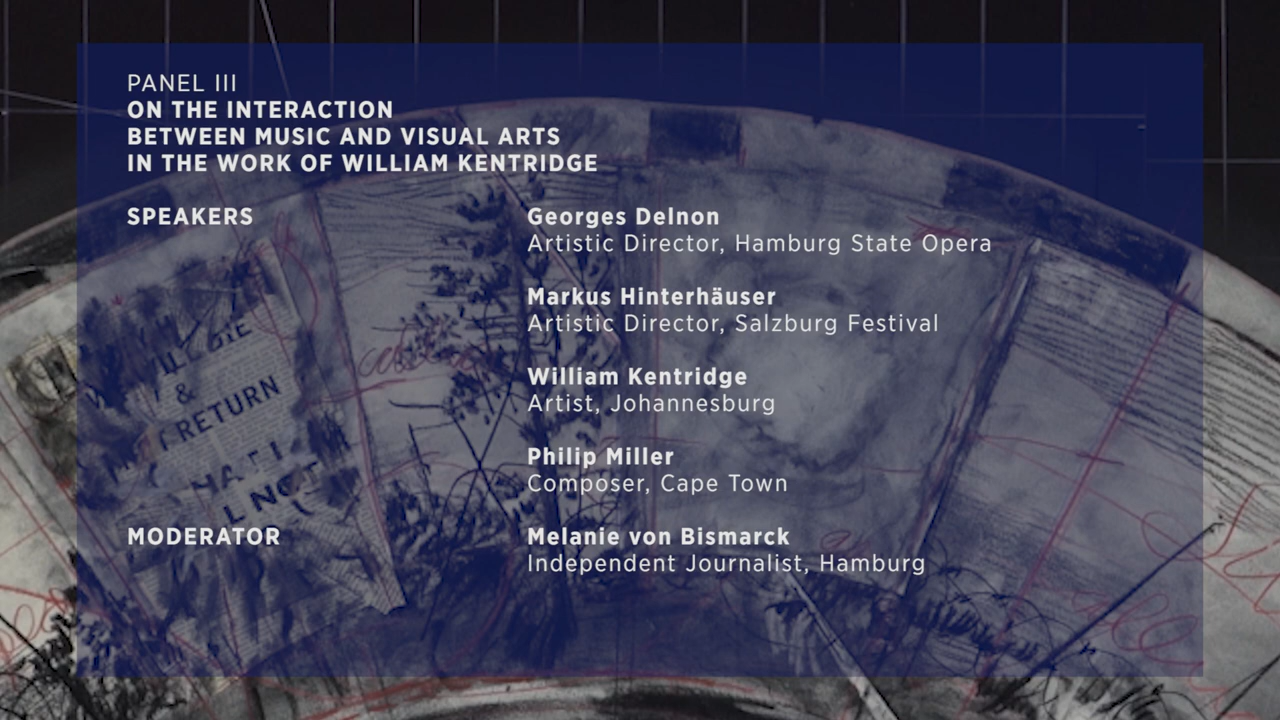 PANEL III
ON THE INTERACTION
BETWEEN MUSIC AND VISUAL ARTS
IN THE WORK OF WILLIAM KENTRIDGE
SPEAKERS
Georges Delnon
Artistic Director, Hamburg State Opera
Markus Hinterhäuser
Artistic Director, Salzburg Festival
William Kentridge
Artist, Johannesburg
Philip Miller
Composer, Cape Town
MODERATOR
Melanie von Bismarck
Independent Journalist, Hamburg
&
RETURN